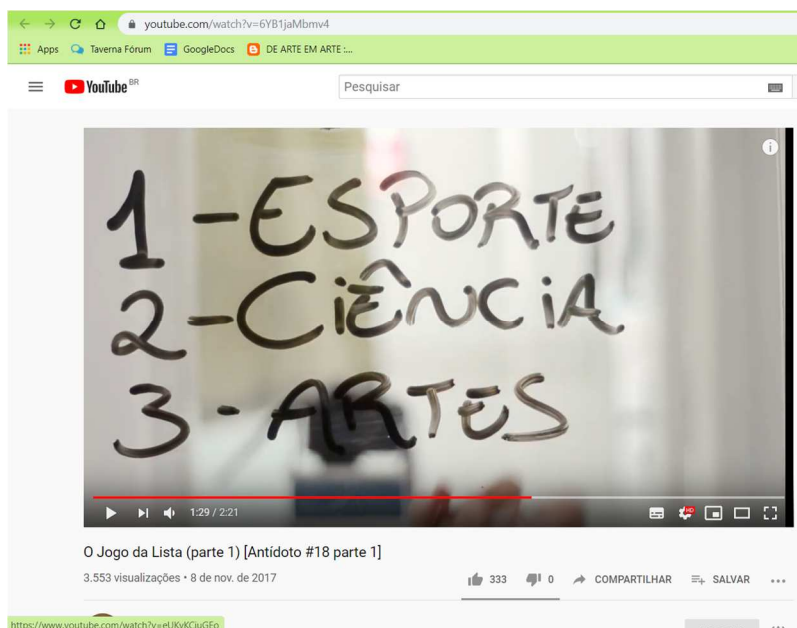 youtube.com/watch?v=6YB1jaMbmv4
Apps Taverna Fórum GoogleDocs DE ARTE EM ARTE :...
YouTube BR
Pesquisar
1 - ESPORTE
2 - CIÊNCIA
3 - ARTES
1:29 / 2:21
HD
O Jogo da Lista (parte 1) [Antídoto #18 parte 1]
3.553 visualizações • 8 de nov. de 2017
333 0 COMPARTILHAR SALVAR
https://www.youtube.com/watch?v=eUKvKCjuGFo